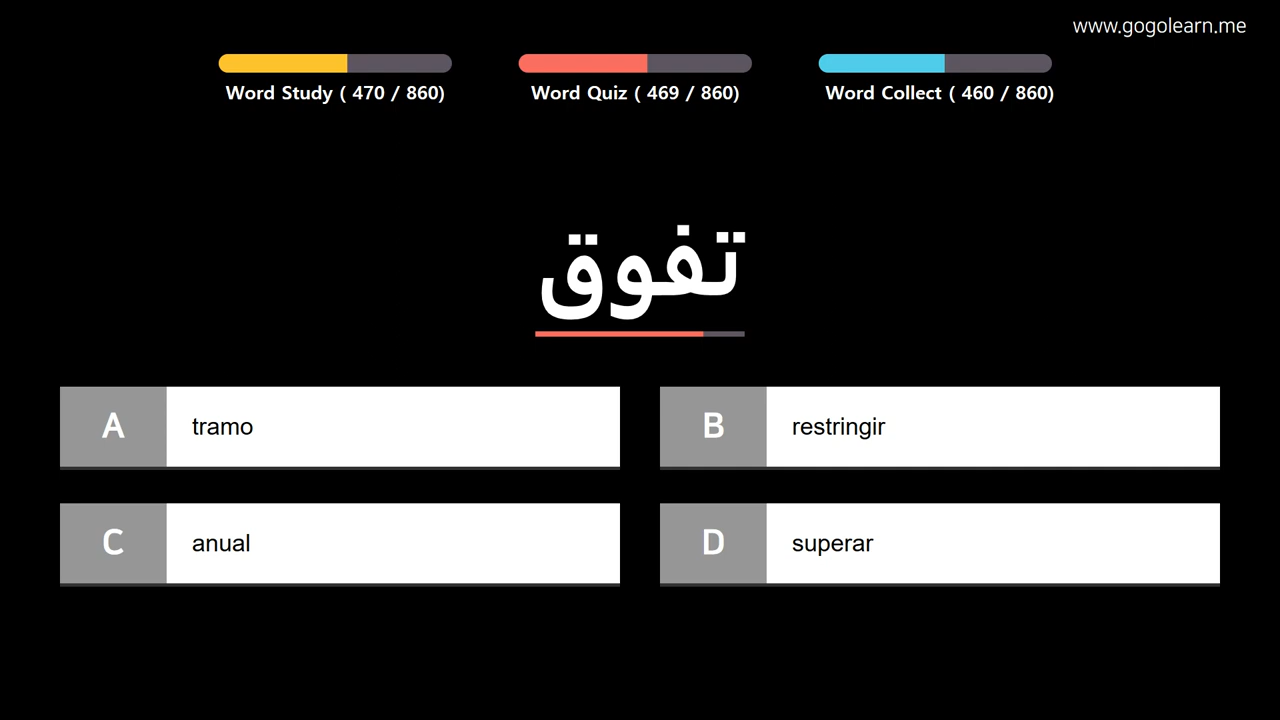 www.gogolearn.me
Word Study ( 470 / 860)
Word Quiz ( 469 / 860)
Word Collect ( 460 / 860)
تفوق
A tramo
B restringir
C anual
D superar